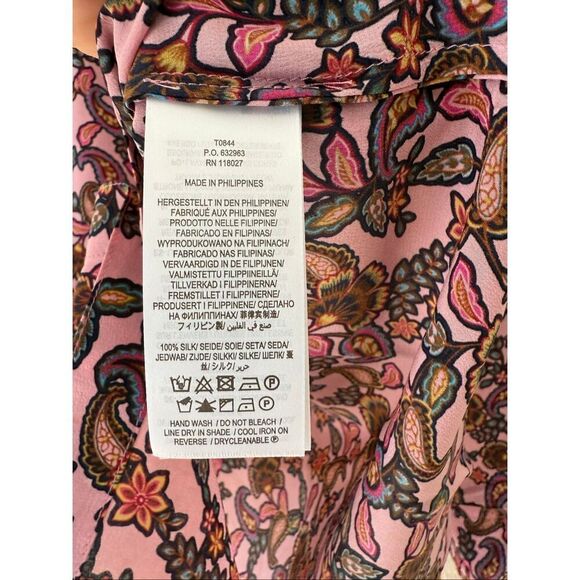 T0844
P.O. 632963
RN 118027
MADE IN PHILIPPINES
HERGESTELLT IN DEN PHILIPPINEN/
FABRIQUÉ AUX PHILIPPINES/
PRODOTTO NELLE FILIPPINE/
FABRICADO EN FILIPINAS/
WYPRODUKOWANO NA FILIPINACH/
FABRICADO NAS FILIPINAS/
VERVAARDIGD IN DE FILIPIJNEN/
VALMISTETTU FILIPPIINEILLÄ/
TILLVERKAD I FILIPPINERNA/
FREMSTILLET I FILIPPINERNE/
PRODUSERT I FILIPPINENE/СДЕЛАНО
НА ФИЛИППИНАХ/ 菲律宾制造/
フィリピン製/ صنع في الفلبين
100% SILK/ SEIDE/ SOIE/ SETA/ SEDA/
JEDWAB/ ZIJDE/ SILKKI/ SILKE/ ШЕЛК/ 蚕
丝/ シルク/ حرير
HAND WASH / DO NOT BLEACH /
LINE DRY IN SHADE / COOL IRON ON
REVERSE / DRYCLEANABLE Ⓟ